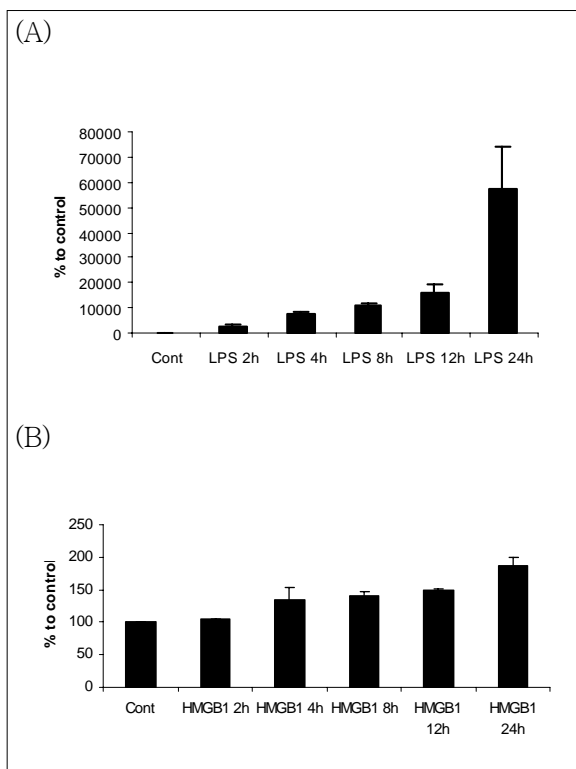 (A)
% to control
80000
70000
60000
50000
40000
30000
20000
10000
0
Cont LPS 2h LPS 4h LPS 8h LPS 12h LPS 24h
(B)
% to control
250
200
150
100
50
0
Cont HMGB1 2h HMGB1 4h HMGB1 8h HMGB1 HMGB1
12h 24h